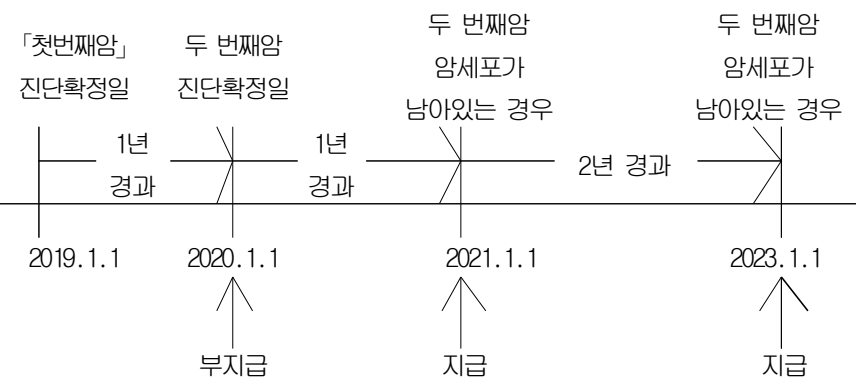 「첫번째암」
진단확정일
두 번째암
진단확정일
두 번째암
암세포가
남아있는 경우
두 번째암
암세포가
남아있는 경우
1년
경과
1년
경과
2년 경과
2019.1.1
2020.1.1
2021.1.1
2023.1.1
부지급
지급
지급